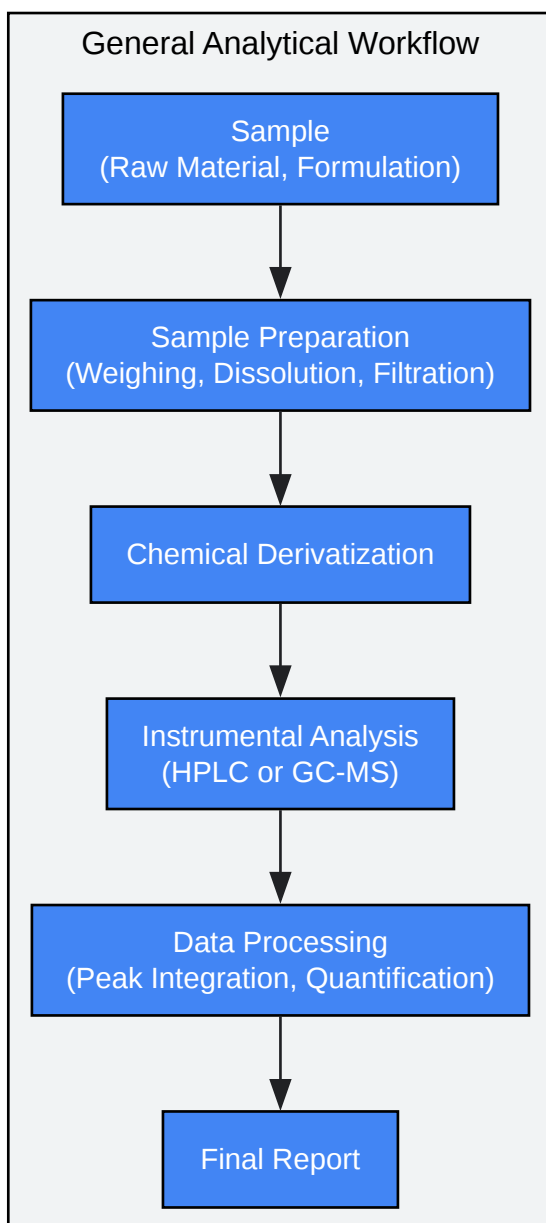 General Analytical Workflow
Sample
(Raw Material, Formulation)
Sample Preparation
(Weighing, Dissolution, Filtration)
Chemical Derivatization
Instrumental Analysis
(HPLC or GC-MS)
Data Processing
(Peak Integration, Quantification)
Final Report